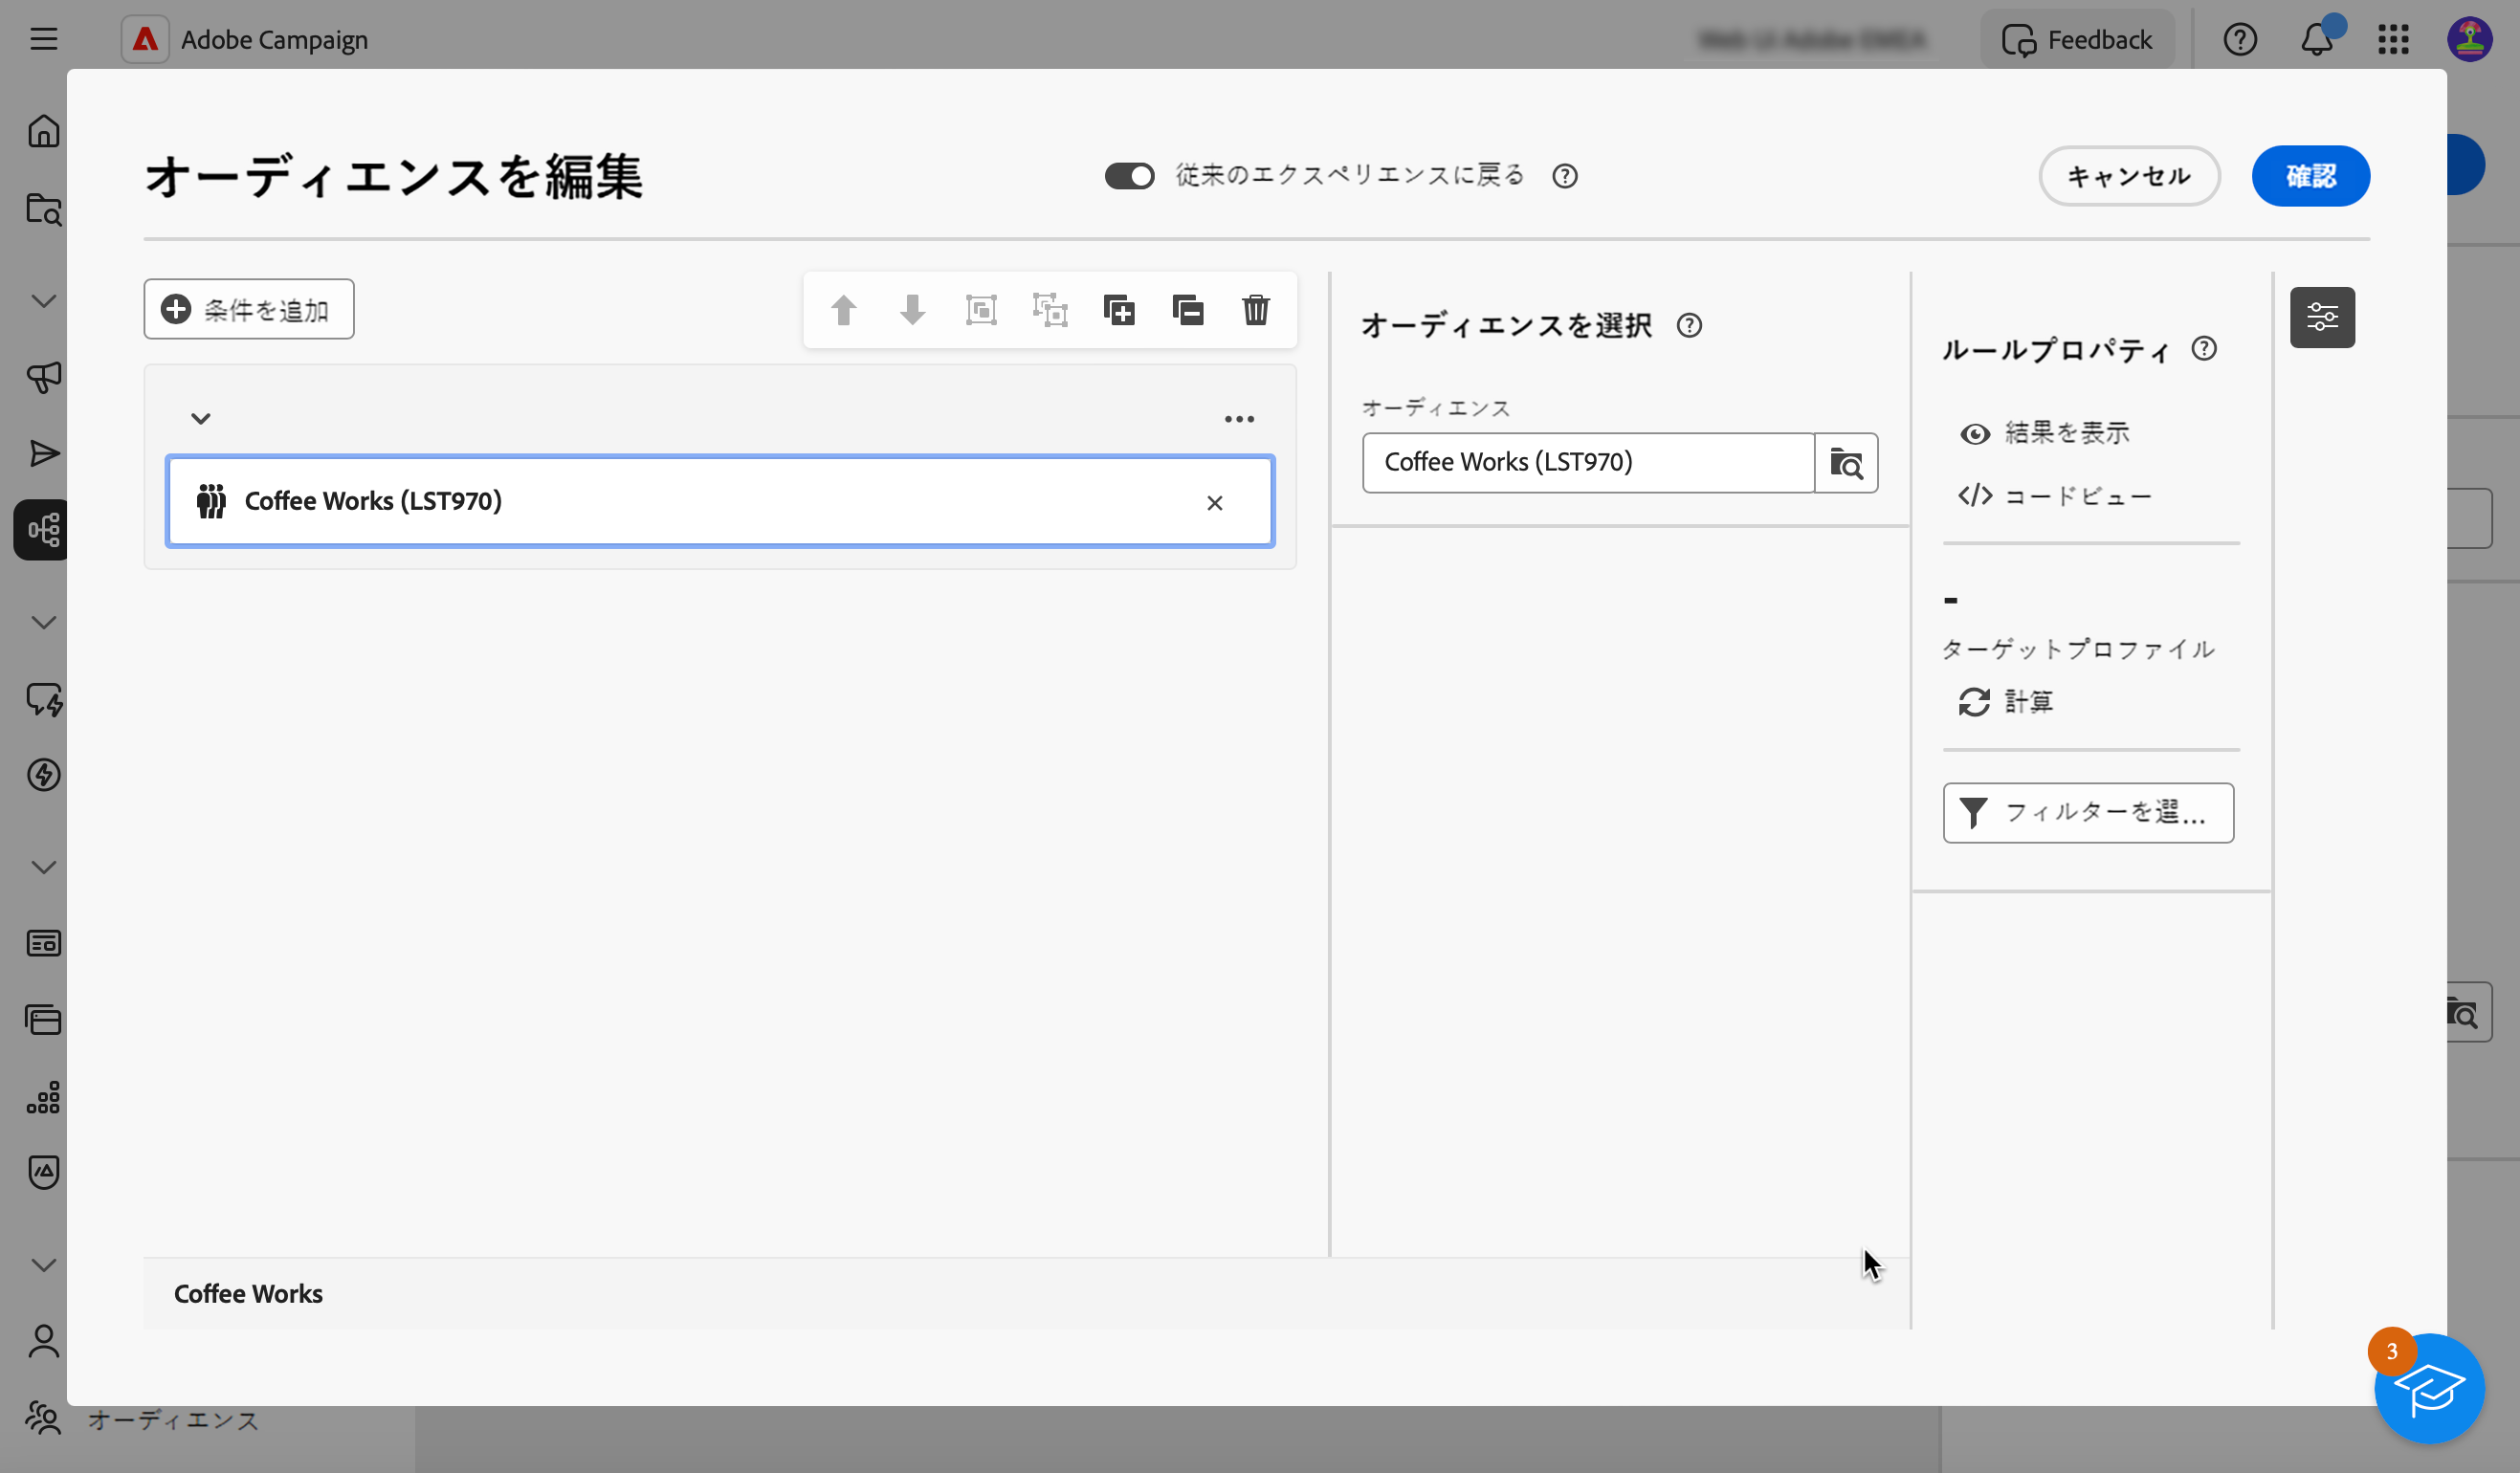 Adobe Campaign
Feedback
オーディエンスを編集
従来のエクスペリエンスに戻る
キャンセル
確認
条件を追加
Coffee Works (LST970)
オーディエンスを選択
オーディエンス
Coffee Works (LST970)
ルールプロパティ
結果を表示
コードビュー
-
ターゲットプロファイル
計算
フィルターを選...
Coffee Works
3
オーディエンス